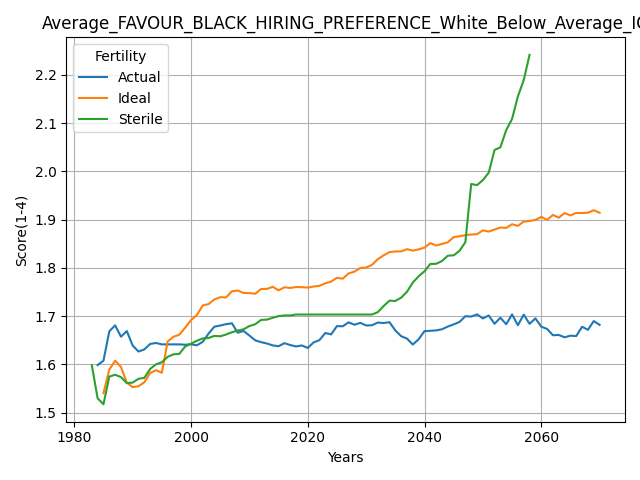 Average_FAVOUR_BLACK_HIRING_PREFERENCE_White_Below_Average_IQ
Fertility
Actual
Ideal
Sterile
Score(1-4)
2.2
2.1
2.0
1.9
1.8
1.7
1.6
1.5
1980
2000
2020
2040
2060
Years